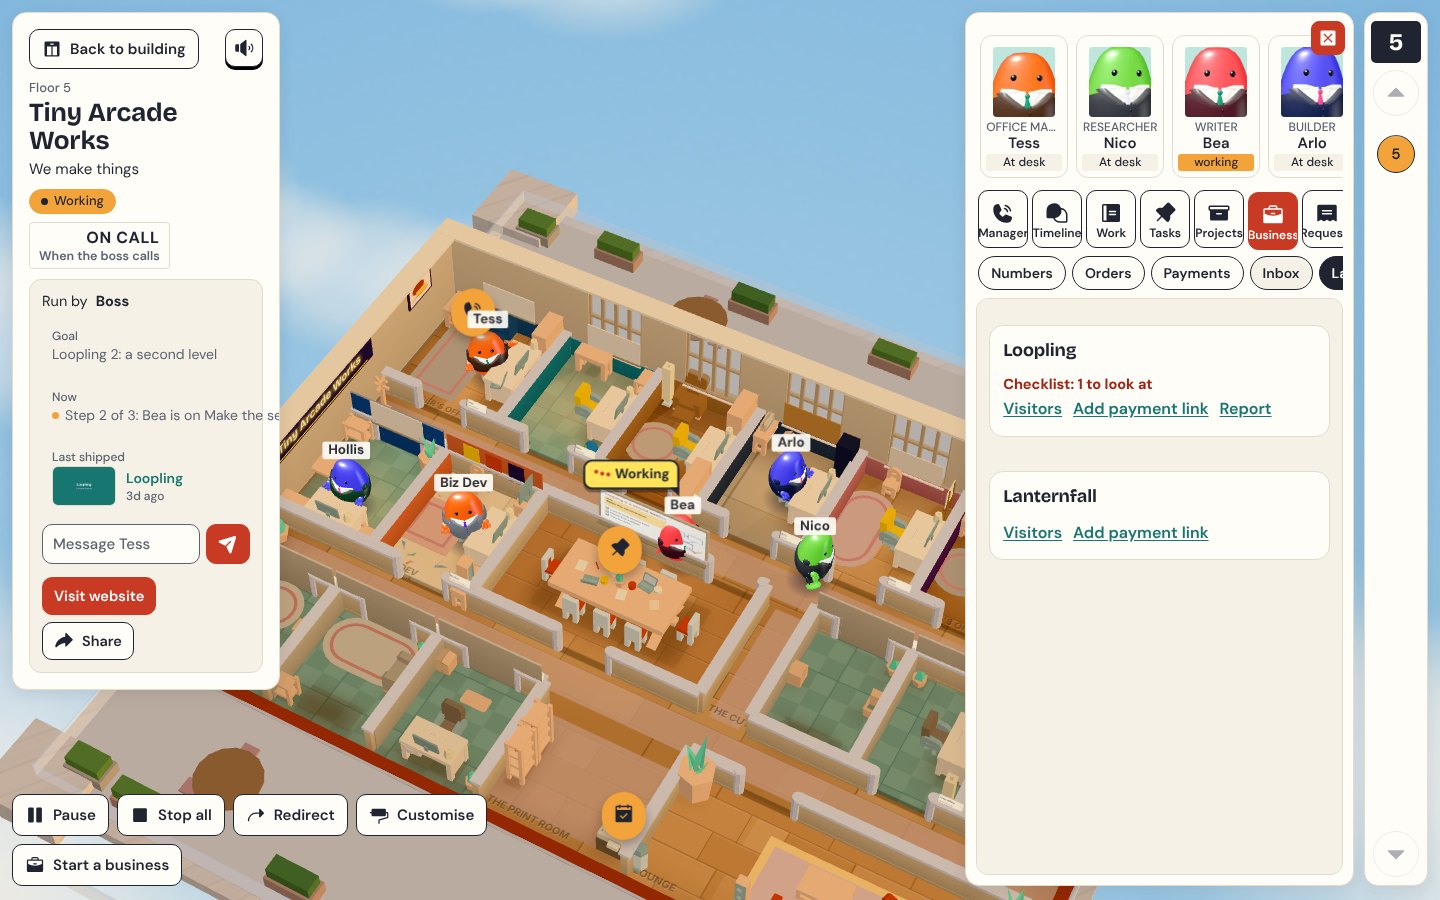 Back to building
Floor 5
Tiny Arcade
Works
We make things
Working
ON CALL
When the boss calls
Run by Boss
Goal
Loopling 2: a second level
Now
Step 2 of 3: Bea is on Make the se
Last shipped
Loopling
3d ago
Message Tess
Visit website
Share
Pause
Stop all
Redirect
Customise
Start a business
Tiny Arcade Works
Tess
Hollis
Biz Dev
Working
Bea
Arlo
Nico
THE CU
THE PRINT ROOM
OUNGE
OFFICE MA...
Tess
At desk
RESEARCHER
Nico
At desk
WRITER
Bea
working
BUILDER
Arlo
At desk
Manager
Timeline
Work
Tasks
Projects
Business
Reques
Numbers
Orders
Payments
Inbox
La
Loopling
Checklist: 1 to look at
Visitors Add payment link Report
Lanternfall
Visitors Add payment link
5
5